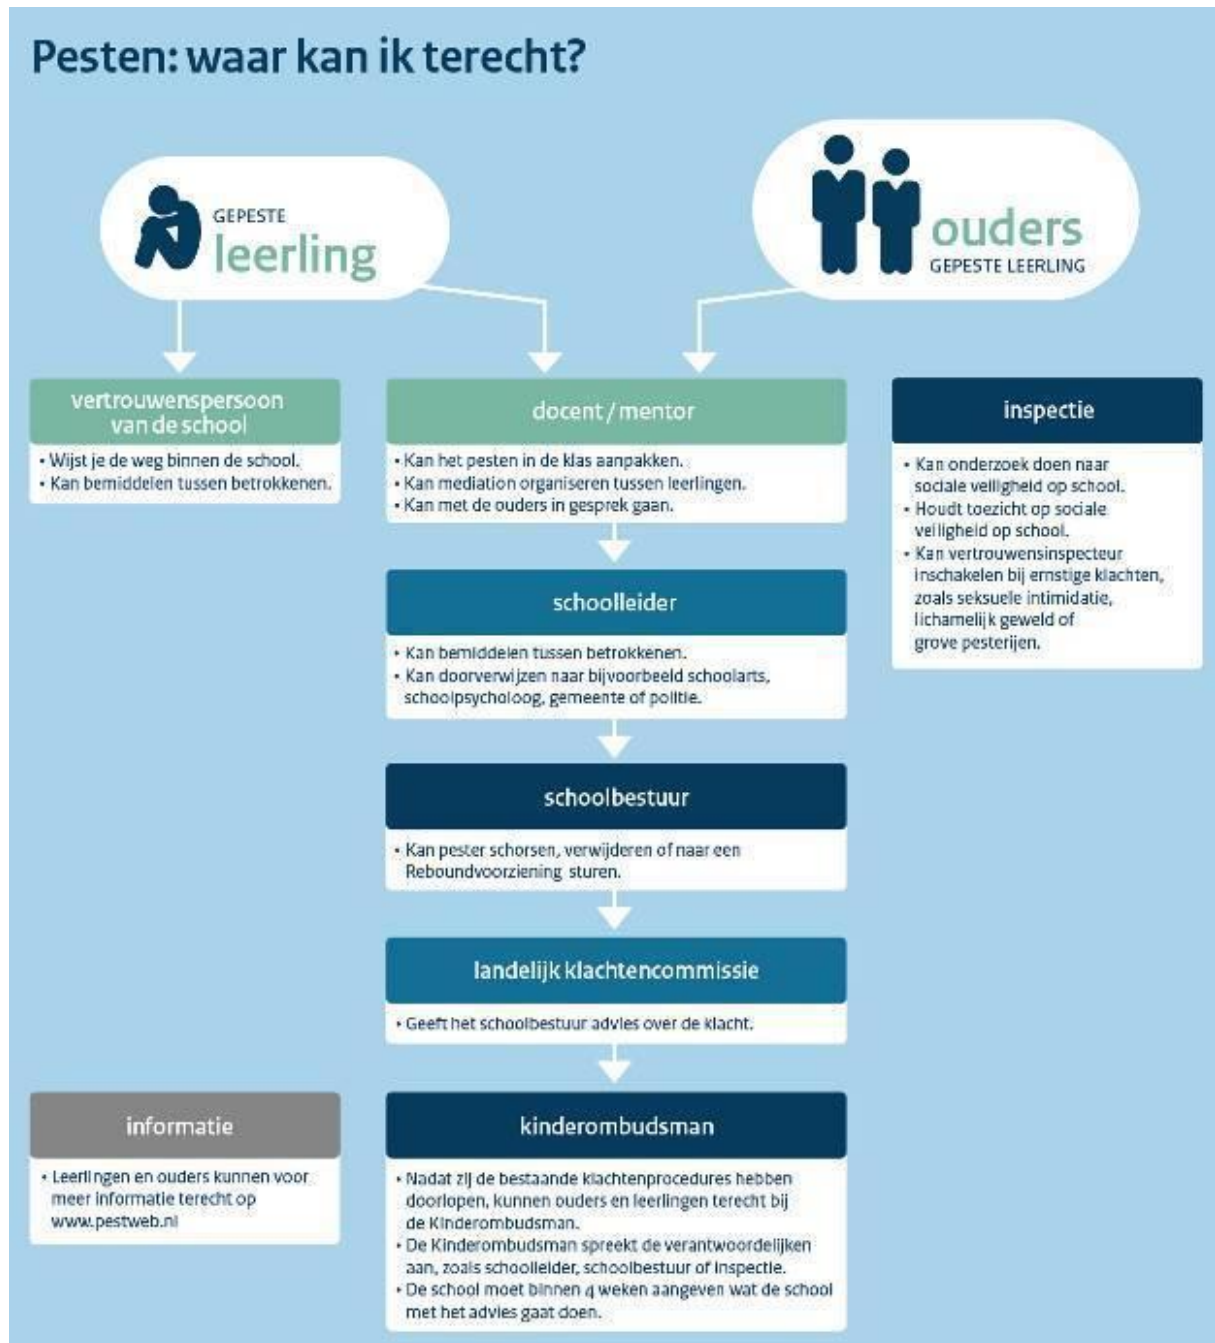 Pesten: waar kan ik terecht?
GEPESTE
leerling
ouders
GEPESTE LEERLING
vertrouwenspersoon
van de school
• Wijst je de weg binnen de school.
• Kan bemiddelen tussen betrokkenen.
docent / mentor
• Kan het pesten in de klas aanpakken.
• Kan mediation organiseren tussen leerlingen.
• Kan met de ouders in gesprek gaan.
inspectie
• Kan onderzoek doen naar
sociale veiligheid op school.
• Houdt toezicht op sociale
veiligheid op school.
• Kan vertrouwensinspecteur
inschakelen bij ernstige klachten,
zoals seksuele intimidatie,
lichamelijk geweld of
grove pesterijen.
schoolleider
• Kan bemiddelen tussen betrokkenen.
• Kan doorverwijzen naar bijvoorbeeld schoolarts,
schoolpsycholoog, gemeente of politie.
schoolbestuur
• Kan pester schorsen, verwijderen of naar een
Reboundvoorziening sturen.
landelijk klachtencommissie
• Geeft het schoolbestuur advies over de klacht.
informatie
• Leerlingen en ouders kunnen voor
meer informatie terecht op
www.pestweb.nl
kinderombudsman
• Nadat zij de bestaande klachtenprocedures hebben
doorlopen, kunnen ouders en leerlingen terecht bij
de Kinderombudsman.
• De Kinderombudsman spreekt de verantwoordelijken
aan, zoals schoolleider, schoolbestuur of inspectie.
• De school moet binnen 4 weken aangeven wat de school
met het advies gaat doen.